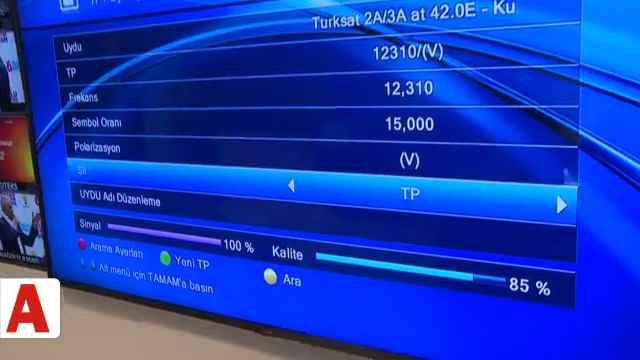 Turksat 2A/3A at 42.0E - Ku
Uydu
12310/(V)
TP
12,310
Frekans
15,000
Sembol Oranı
(V)
Polarizasyon
Sil
TP
UYDU Adı Düzenleme
Sinyal 100 % Kalite 85 %
Arama Ayarları Yeni TP Ara
Alt menü için TAMAM'a basın
A